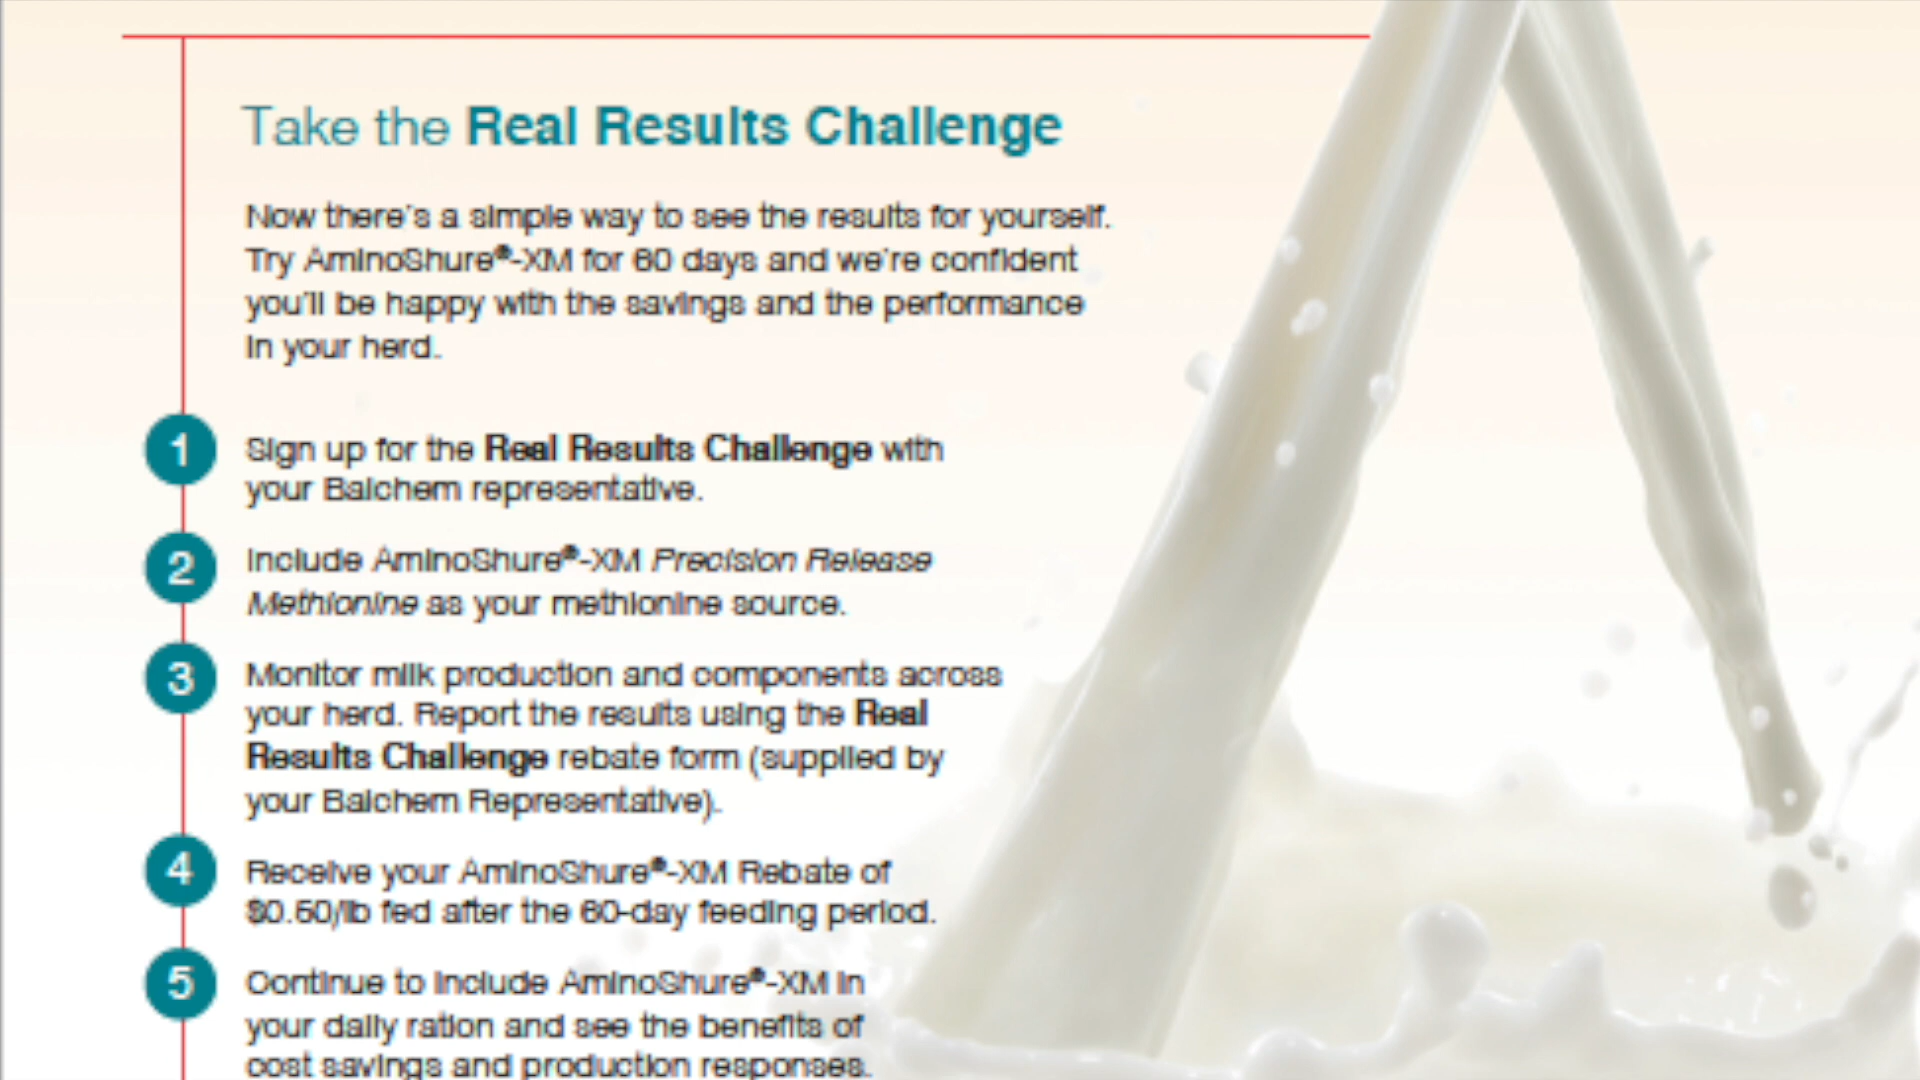 Take the Real Results Challenge
Now there's a simple way to see the results for yourself.
Try AminoShure®-XM for 60 days and we're confident
you'll be happy with the savings and the performance
in your herd.
1 Sign up for the Real Results Challenge with
your Balchem representative.
2 Include AminoShure®-XM Precision Release
Methionine as your methionine source.
3 Monitor milk production and components across
your herd. Report the results using the Real
Results Challenge rebate form (supplied by
your Balchem Representative).
4 Receive your AminoShure®-XM Rebate of
$0.50/lb fed after the 60-day feeding period.
5 Continue to include AminoShure®-XM in
your daily ration and see the benefits of
cost savings and production responses.